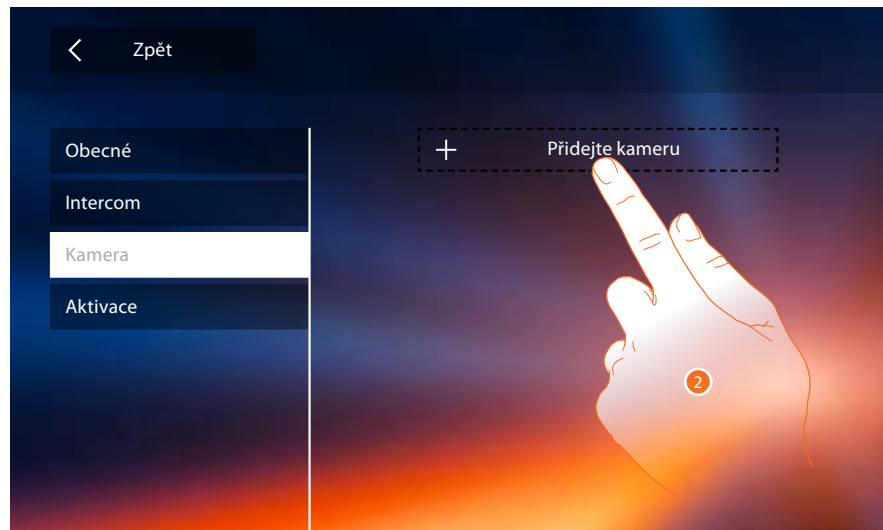 Zpět
Obecné
Přidejte kameru
Intercom
Kamera
Aktivace
2